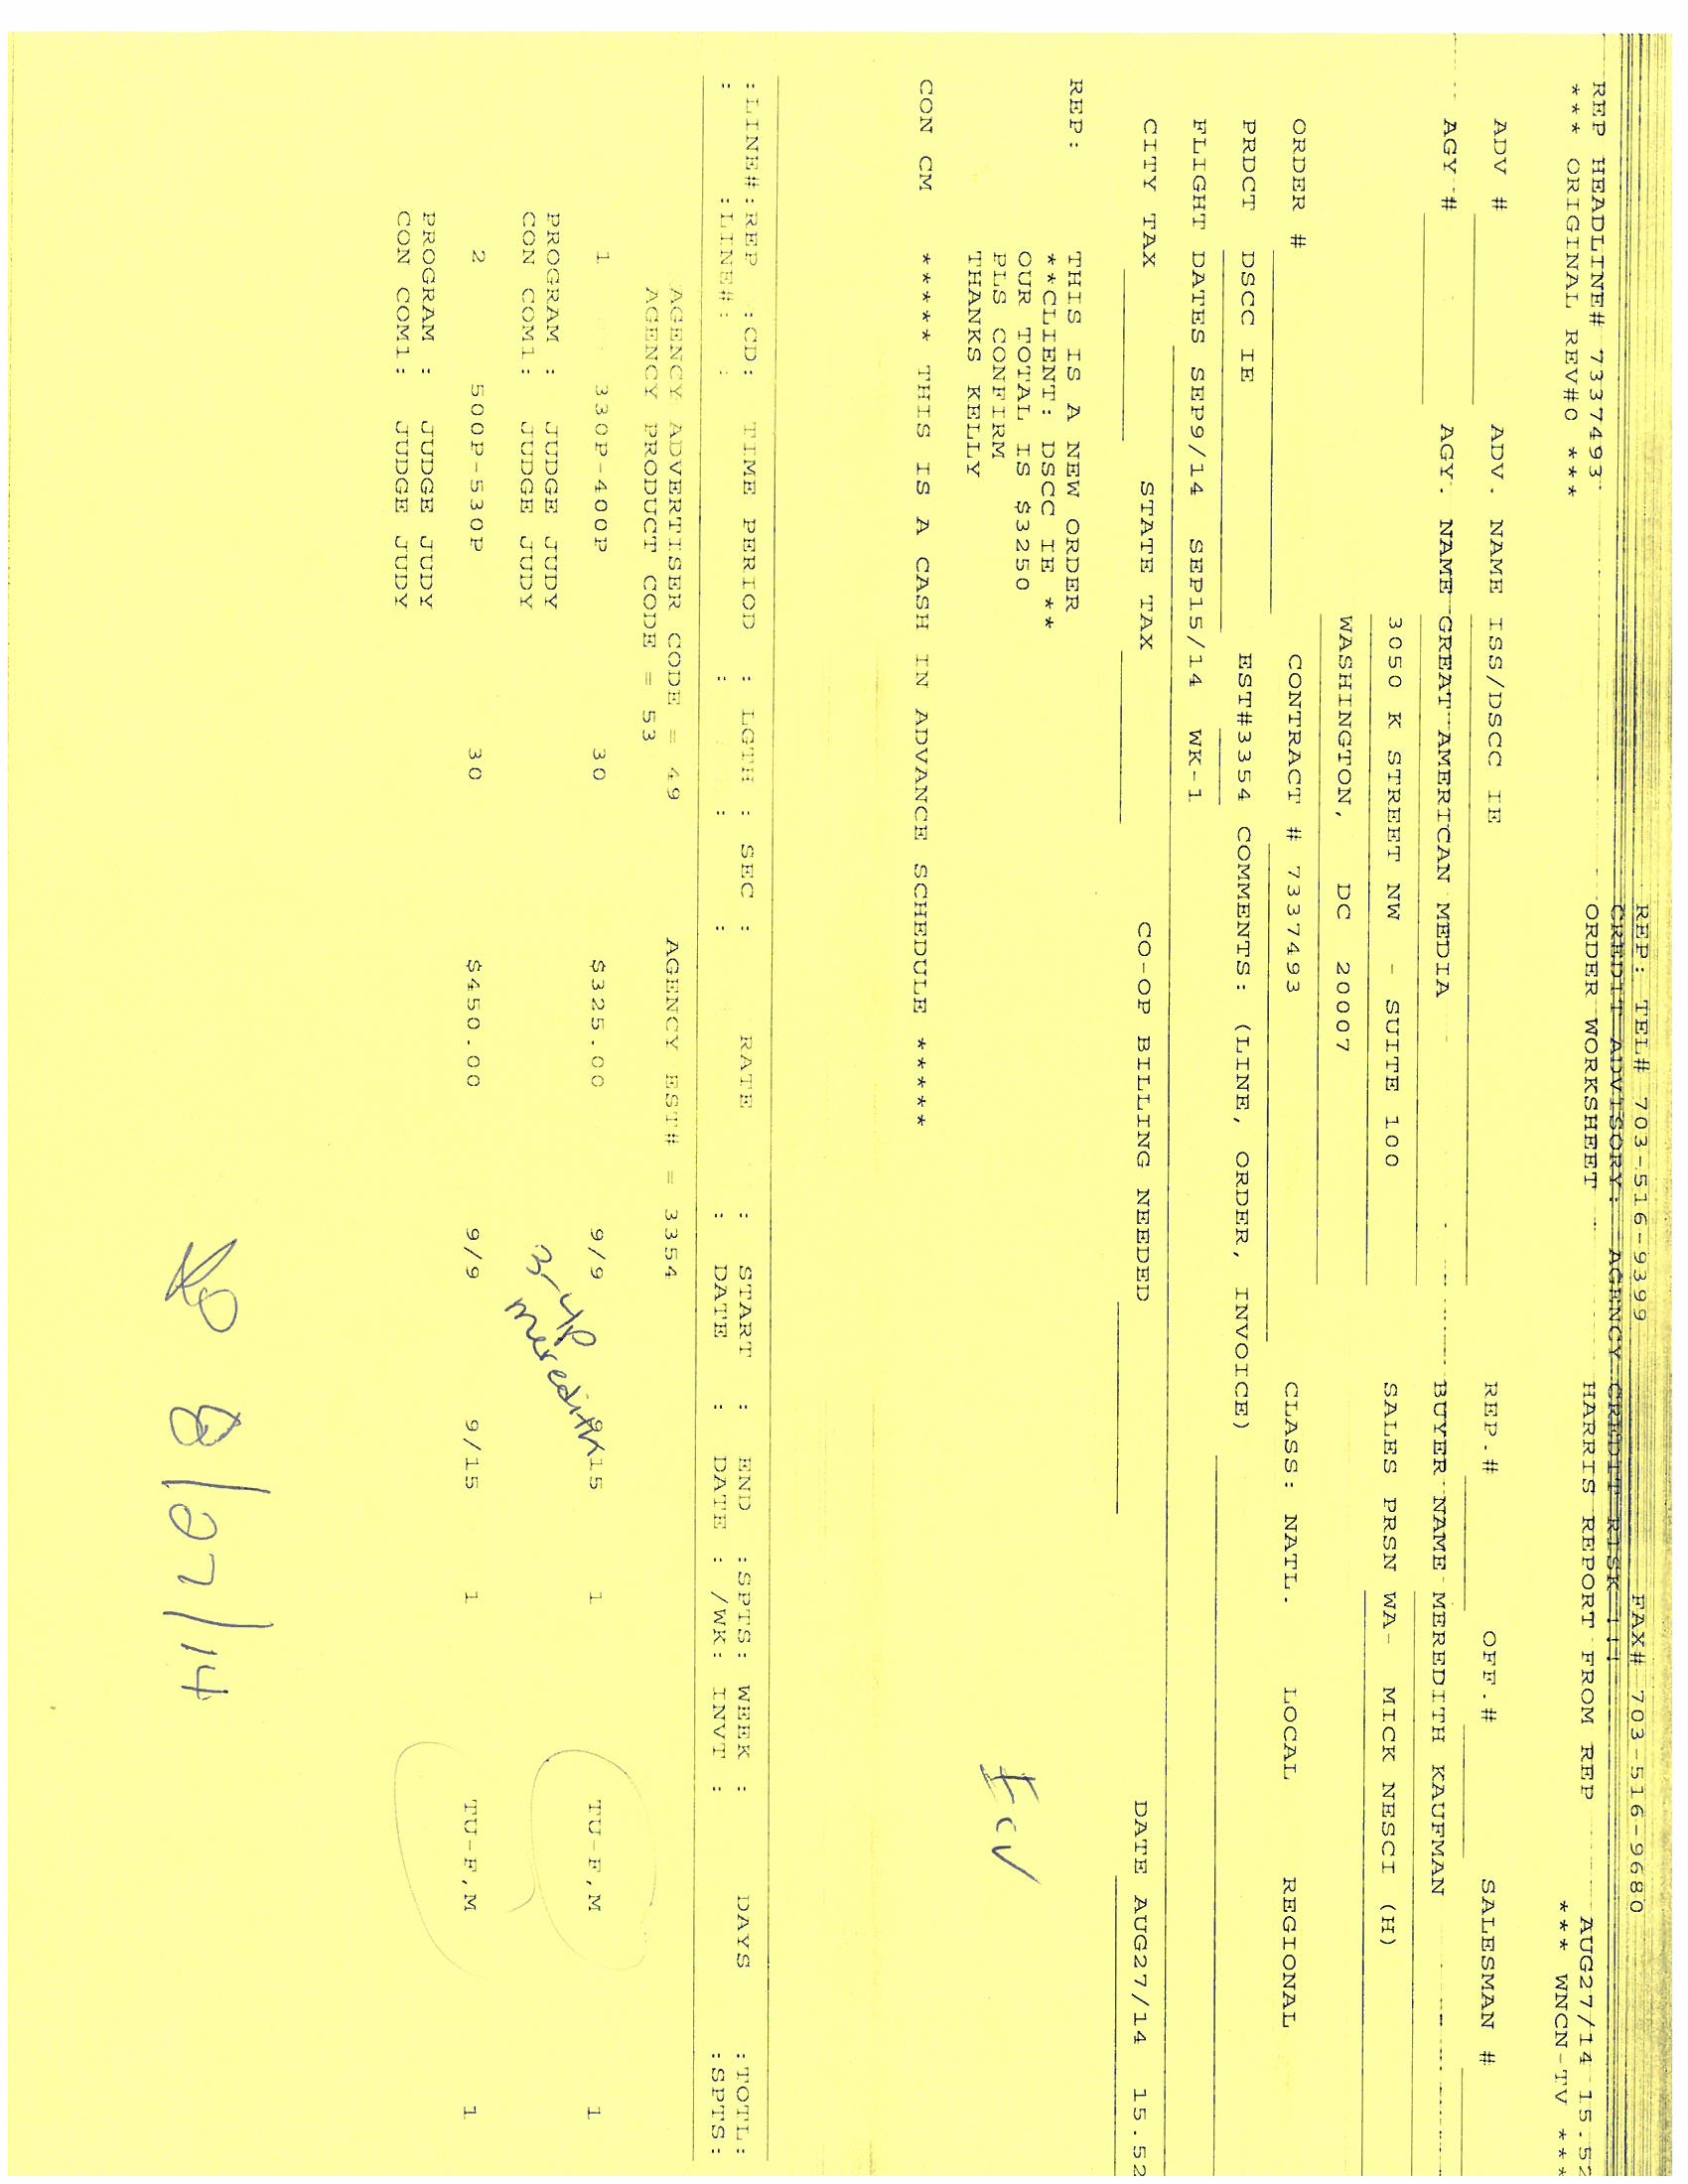 REP: TEL# 703-516-9399 FAX# 703-516-9680
CREDIT ADVISORY: AGENCY CREDIT RISK !!!
REP HEADLINE# 7337493 ORDER WORKSHEET HARRIS REPORT FROM REP AUG27/14 15.52
*** ORIGINAL REV#0 *** *** WNCN-TV ***
ADV # ADV. NAME ISS/DSCC IE REP.# OFF.# SALESMAN #
AGY # AGY. NAME GREAT AMERICAN MEDIA BUYER NAME MEREDITH KAUFMAN
3050 K STREET NW - SUITE 100 SALES PRSN WA- MICK NESCI (H)
WASHINGTON, DC 20007
ORDER # CONTRACT # 7337493 CLASS: NATL. LOCAL REGIONAL
PRDCT DSCC IE EST#3354 COMMENTS: (LINE, ORDER, INVOICE)
FLIGHT DATES SEP9/14 SEP15/14 WK-1
CITY TAX STATE TAX CO-OP BILLING NEEDED DATE AUG27/14 15.52
REP: THIS IS A NEW ORDER
**CLIENT: DSCC IE **
OUR TOTAL IS $3250
PLS CONFIRM
THANKS KELLY
CON CM ***** THIS IS A CASH IN ADVANCE SCHEDULE *****
:LINE#:REP :CD: TIME PERIOD : LGTH : SEC : RATE : START : END :SPTS: WEEK : DAYS :TOTL:
: :LINE#: : : : : : DATE : DATE : /WK: INVT : :SPTS:
AGENCY ADVERTISER CODE = 49 AGENCY EST# = 3354
AGENCY PRODUCT CODE = 53
1 330P-400P 30 $325.00 9/9 9/15 1 TU-F,M 1
3-4p
Meredith
PROGRAM : JUDGE JUDY
CON COM1: JUDGE JUDY
2 500P-530P 30 $450.00 9/9 9/15 1 TU-F,M 1
PROGRAM : JUDGE JUDY
CON COM1: JUDGE JUDY
8/27/14